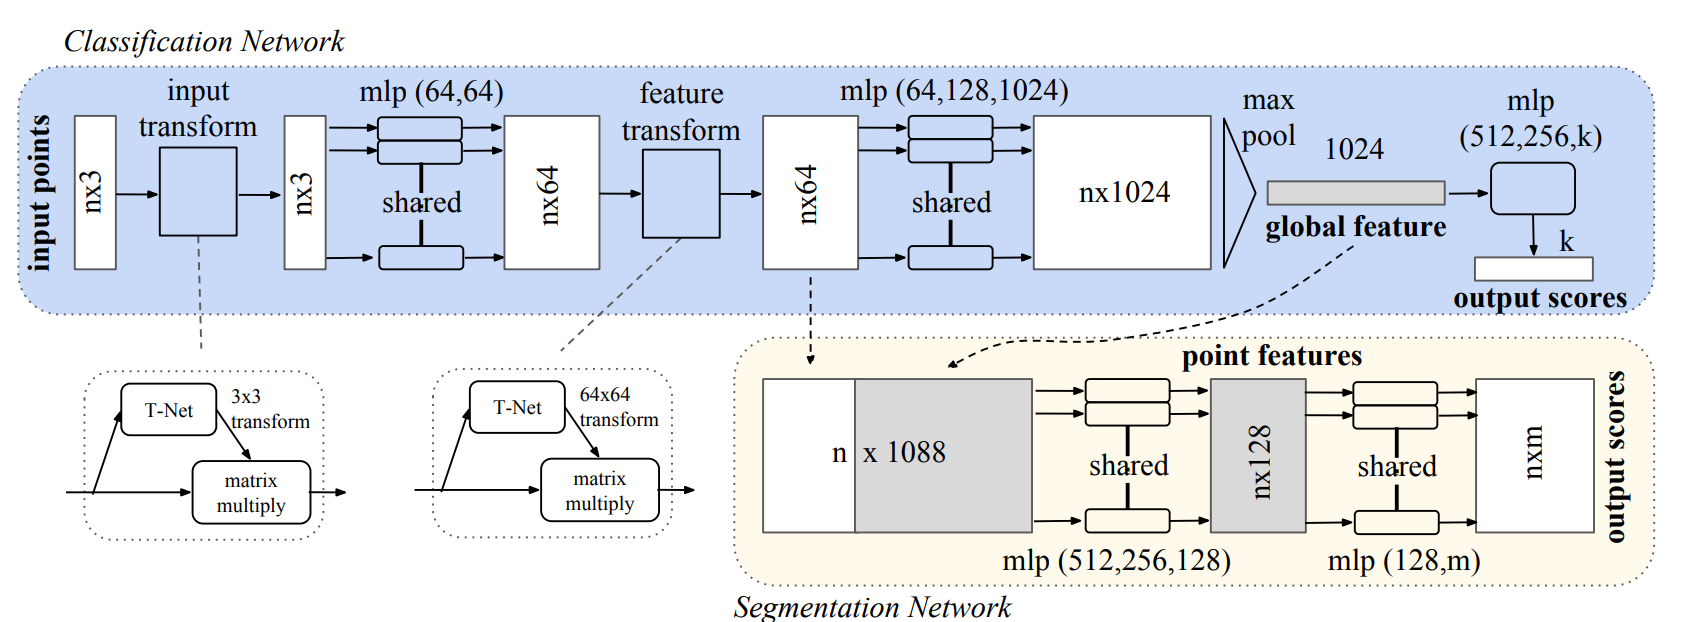 Classification Network
input points
nx3
input
transform
nx3
mlp (64,64)
shared
nx64
feature
transform
nx64
mlp (64,128,1024)
shared
nx1024
max
pool
1024
global feature
mlp
(512,256,k)
k
output scores
T-Net
3x3
transform
matrix
multiply
T-Net
64x64
transform
matrix
multiply
point features
n x 1088
shared
mlp (512,256,128)
nx128
shared
mlp (128,m)
nxm
output scores
Segmentation Network